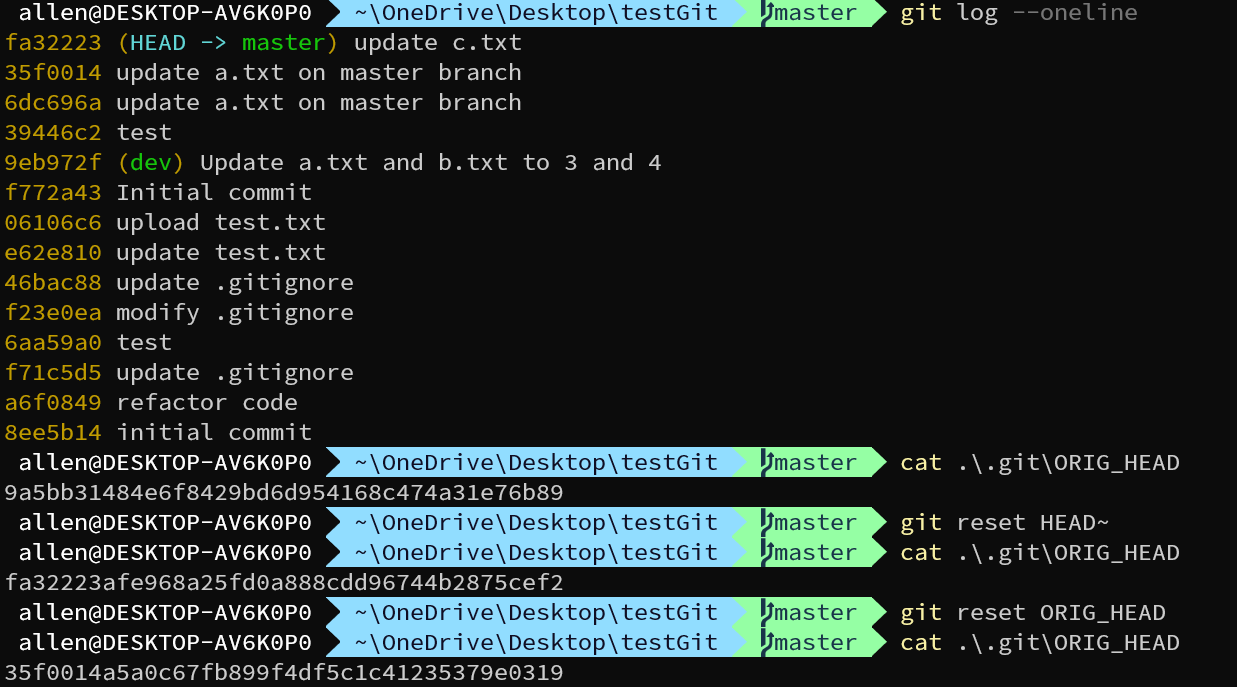 allen@DESKTOP-AV6K0P0 ~\OneDrive\Desktop\testGit master git log --oneline
fa32223 (HEAD -> master) update c.txt
35f0014 update a.txt on master branch
6dc696a update a.txt on master branch
39446c2 test
9eb972f (dev) Update a.txt and b.txt to 3 and 4
f772a43 Initial commit
06106c6 upload test.txt
e62e810 update test.txt
46bac88 update .gitignore
f23e0ea modify .gitignore
6aa59a0 test
f71c5d5 update .gitignore
a6f0849 refactor code
8ee5b14 initial commit
allen@DESKTOP-AV6K0P0 ~\OneDrive\Desktop\testGit master cat .\.git\ORIG_HEAD
9a5bb31484e6f8429bd6d954168c474a31e76b89
allen@DESKTOP-AV6K0P0 ~\OneDrive\Desktop\testGit master git reset HEAD~
allen@DESKTOP-AV6K0P0 ~\OneDrive\Desktop\testGit master cat .\.git\ORIG_HEAD
fa32223afe968a25fd0a888cdd96744b2875cef2
allen@DESKTOP-AV6K0P0 ~\OneDrive\Desktop\testGit master git reset ORIG_HEAD
allen@DESKTOP-AV6K0P0 ~\OneDrive\Desktop\testGit master cat .\.git\ORIG_HEAD
35f0014a5a0c67fb899f4df5c1c41235379e0319